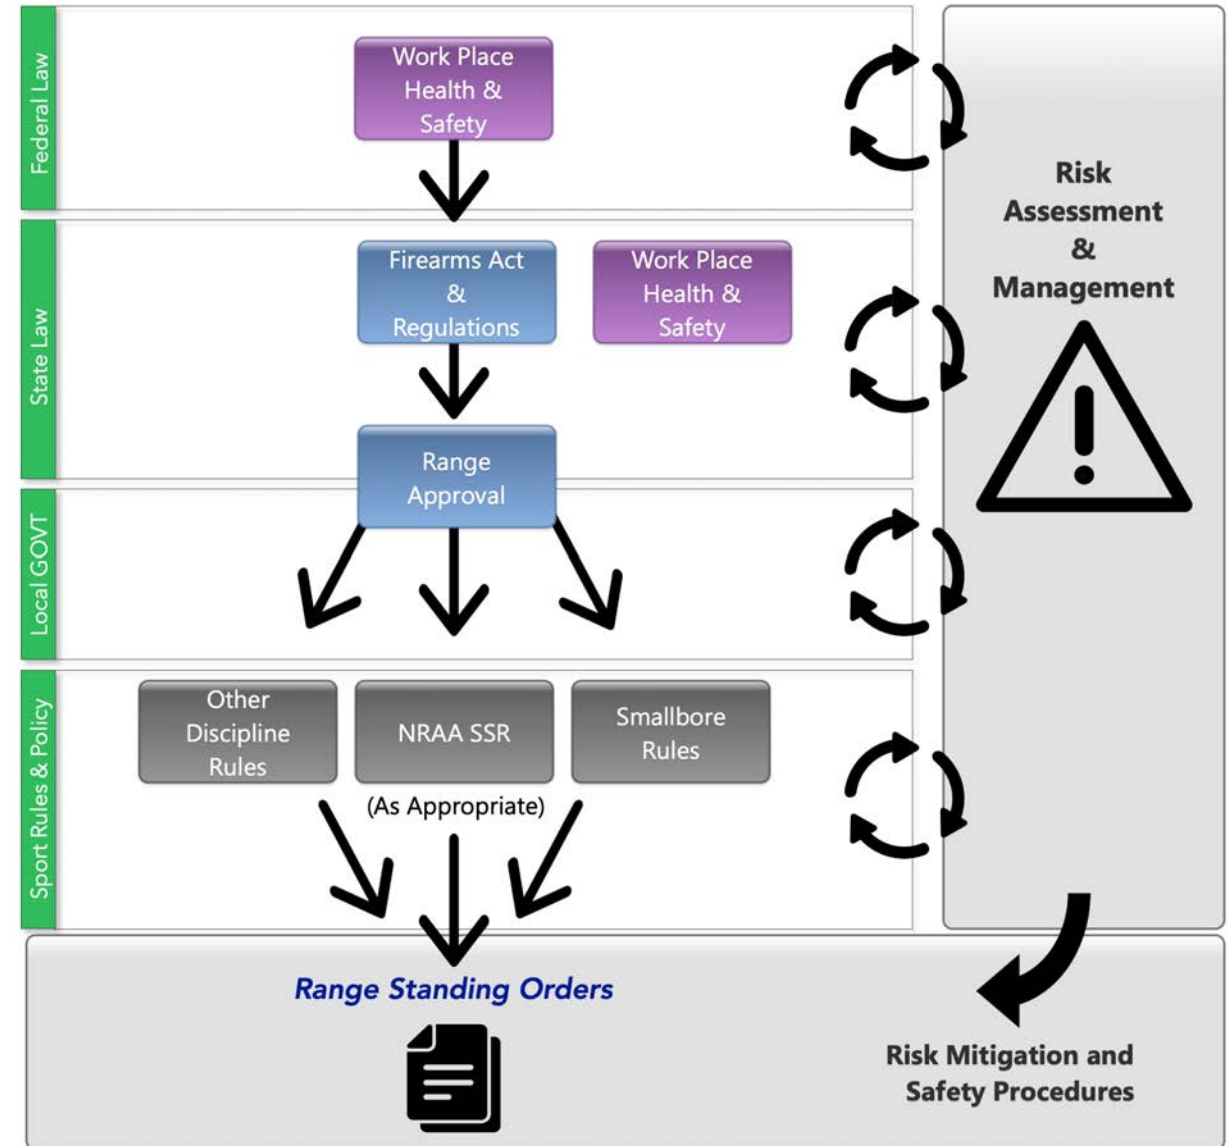 Federal Law
Work Place
Health &
Safety
State Law
Firearms Act
&
Regulations
Work Place
Health &
Safety
Range
Approval
Local GOVT
Sport Rules & Policy
Other
Discipline
Rules
NRAA SSR
Smallbore
Rules
(As Appropriate)
Risk
Assessment
&
Management
Range Standing Orders
Risk Mitigation and
Safety Procedures